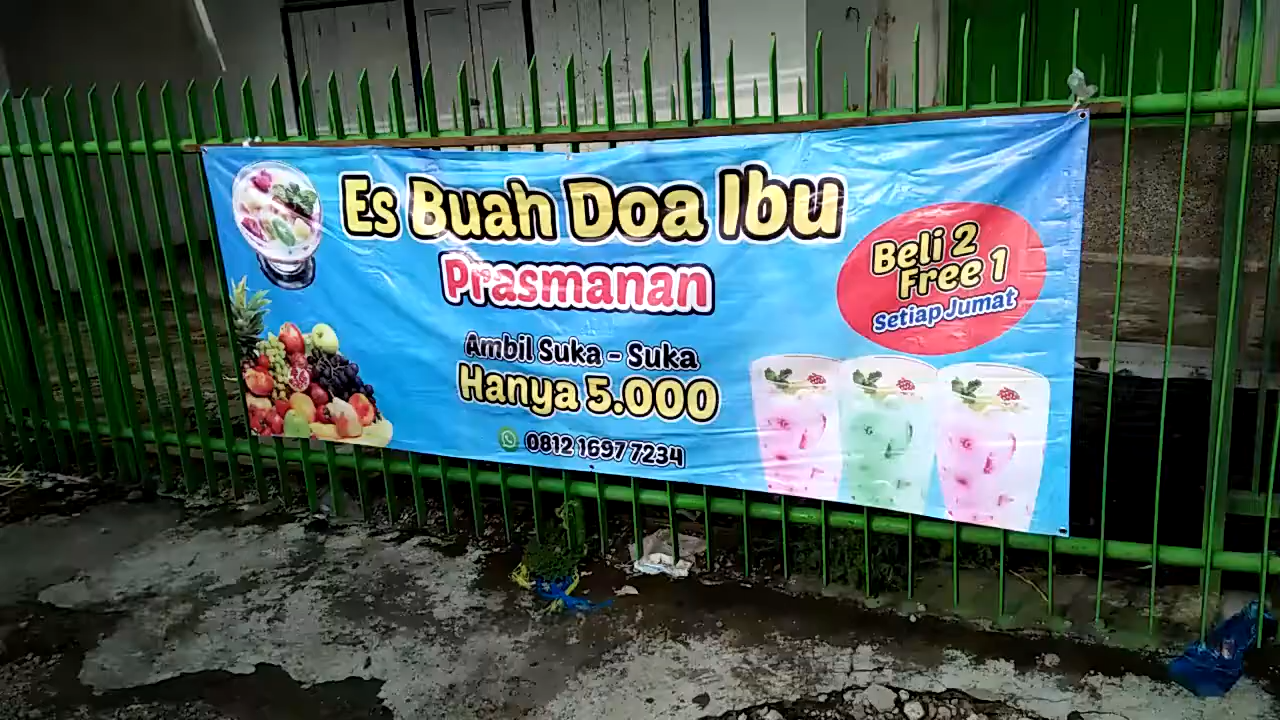 Es Buah Doa Ibu
Prasmanan
Ambil Suka - Suka
Hanya 5.000
0812 1697 7234
Beli 2
Free 1
Setiap Jumat